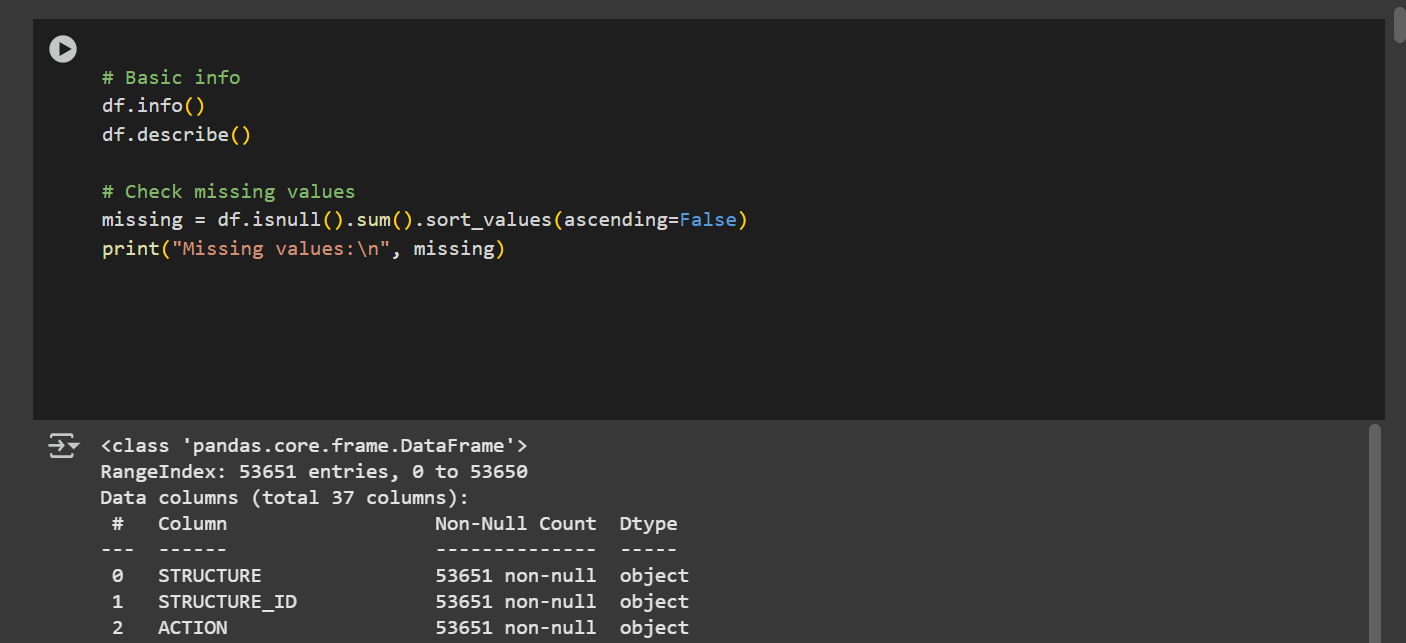 # Basic info
df.info()
df.describe()
# Check missing values
missing = df.isnull().sum().sort_values(ascending=False)
print("Missing values:\n", missing)
<class 'pandas.core.frame.DataFrame'>
RangeIndex: 53651 entries, 0 to 53650
Data columns (total 37 columns):
 #   Column                  Non-Null Count  Dtype
---  ------                  --------------  -----
 0   STRUCTURE               53651 non-null  object
 1   STRUCTURE_ID            53651 non-null  object
 2   ACTION                  53651 non-null  object